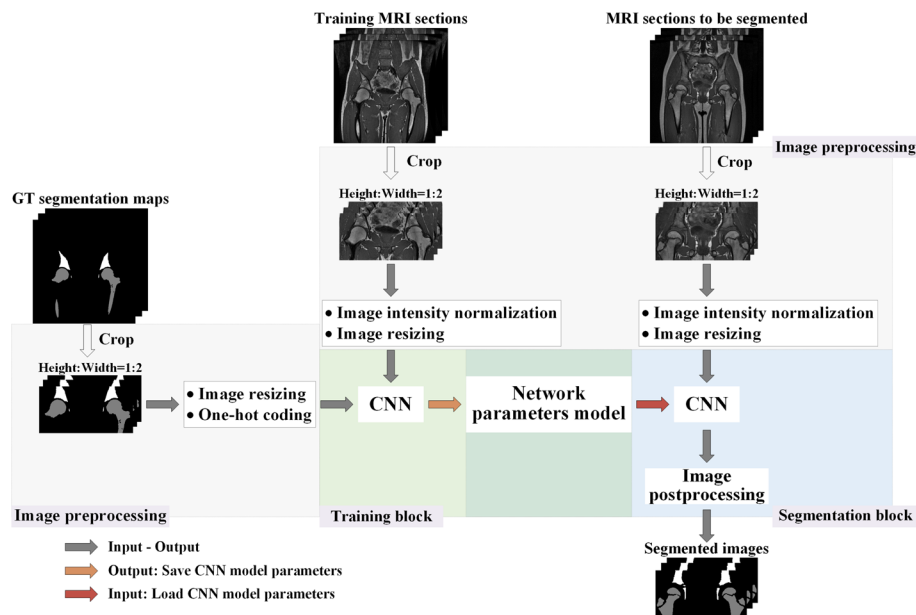 Training MRI sections
MRI sections to be segmented
Image preprocessing
Crop
Crop
Height:Width=1:2
Height:Width=1:2
GT segmentation maps
• Image intensity normalization
• Image resizing
• Image intensity normalization
• Image resizing
Crop
Height:Width=1:2
• Image resizing
• One-hot coding
CNN
Network
parameters model
CNN
Image
postprocessing
Image preprocessing
Training block
Segmentation block
Input - Output
Output: Save CNN model parameters
Input: Load CNN model parameters
Segmented images